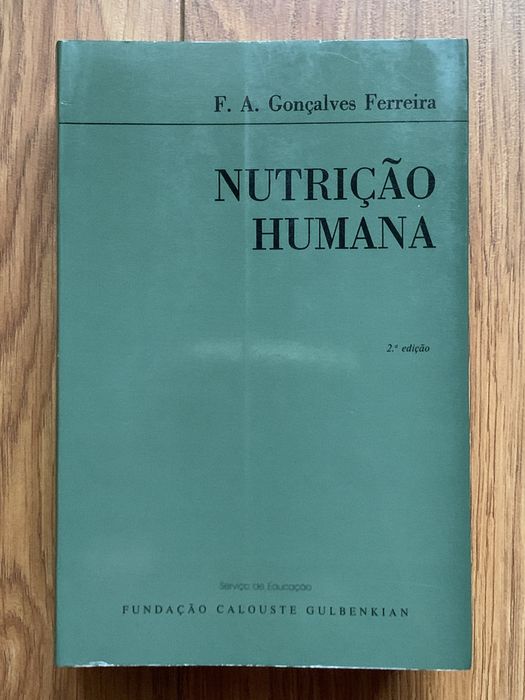 F. A. Gonçalves Ferreira
NUTRIÇÃO
HUMANA
2.ª edição
Serviço de Educação
FUNDAÇÃO CALOUSTE GULBENKIAN